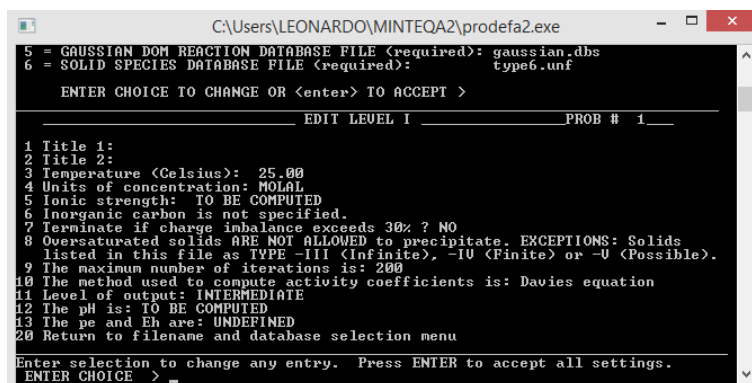 C:\Users\LEONARDO\MINTEQA2\prodefa2.exe
5 = GAUSSIAN DOM REACTION DATABASE FILE (required): gaussian.dbs
6 = SOLID SPECIES DATABASE FILE (required): type6.unf
ENTER CHOICE TO CHANGE OR <enter> TO ACCEPT >
EDIT LEVEL I PROB # 1
1 Title 1:
2 Title 2:
3 Temperature (Celsius): 25.00
4 Units of concentration: MOLAL
5 Ionic strength: TO BE COMPUTED
6 Inorganic carbon is not specified.
7 Terminate if charge imbalance exceeds 30% ? NO
8 Oversaturated solids ARE NOT ALLOWED to precipitate. EXCEPTIONS: Solids
listed in this file as TYPE -III (Infinite), -IV (Finite) or -V (Possible).
9 The maximum number of iterations is: 200
10 The method used to compute activity coefficients is: Davies equation
11 Level of output: INTERMEDIATE
12 The pH is: TO BE COMPUTED
13 The pe and Eh are: UNDEFINED
20 Return to filename and database selection menu
Enter selection to change any entry. Press ENTER to accept all settings.
ENTER CHOICE > _